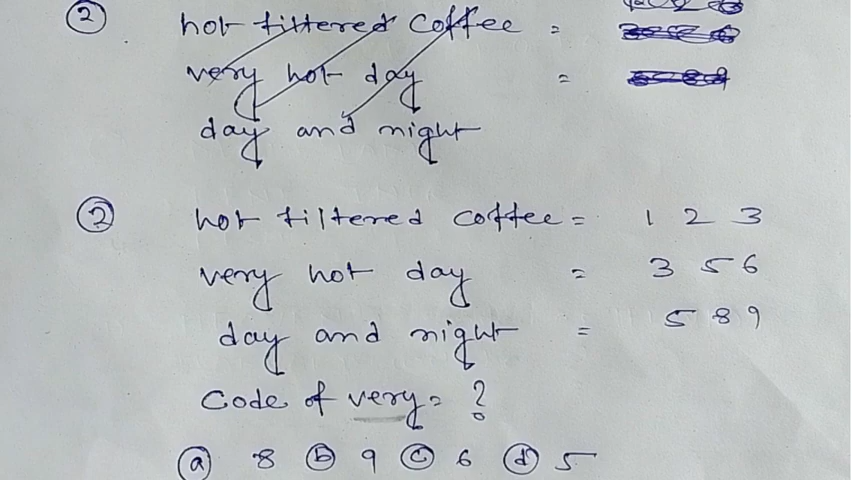 ② hot filtered coffee =
very hot day =
day and night
② hot filtered coffee = 1 2 3
very hot day = 3 5 6
day and night = 5 8 9
Code of very = ?
ⓐ 8 ⓑ 9 ⓒ 6 ⓓ 5